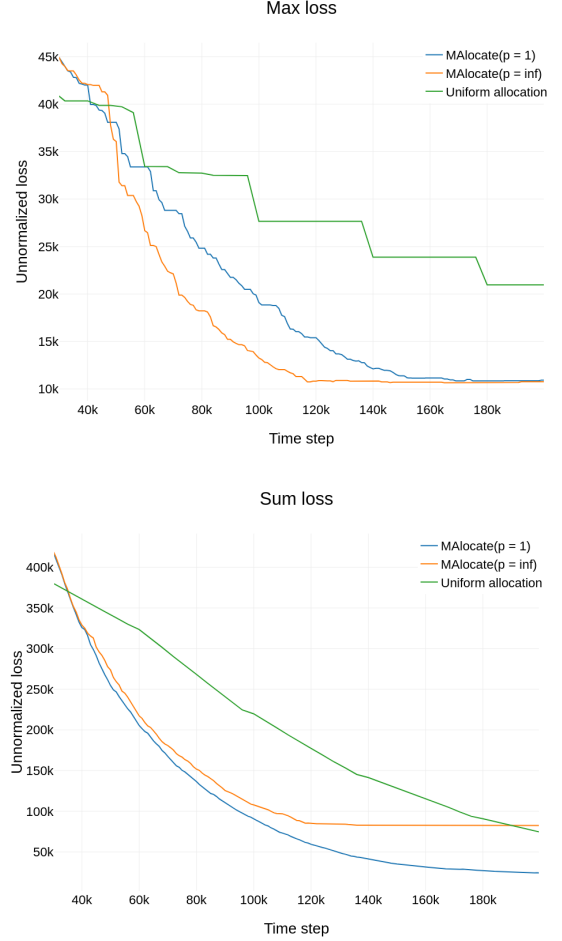 Max loss
45k
40k
35k
30k
25k
20k
15k
10k
Unnormalized loss
MAlocate(p = 1)
MAlocate(p = inf)
Uniform allocation
40k 60k 80k 100k 120k 140k 160k 180k
Time step
Sum loss
400k
350k
300k
250k
200k
150k
100k
50k
Unnormalized loss
MAlocate(p = 1)
MAlocate(p = inf)
Uniform allocation
40k 60k 80k 100k 120k 140k 160k 180k
Time step